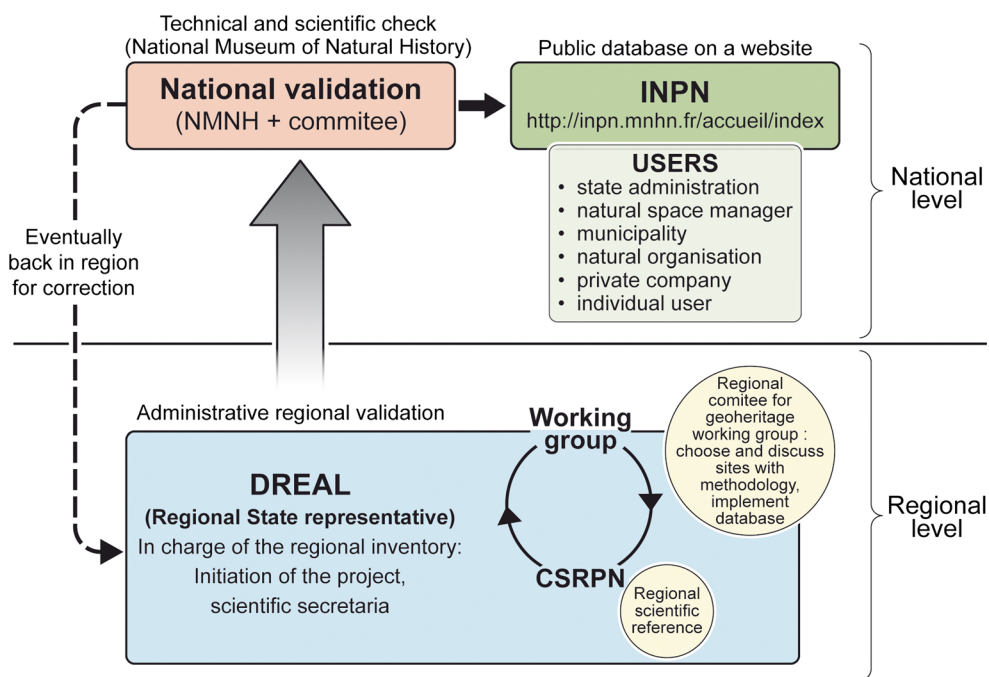 Technical and scientific check
(National Museum of Natural History)
National validation
(NMNH + commitee)
Public database on a website
INPN
http://inpn.mnhn.fr/accueil/index
USERS
• state administration
• natural space manager
• municipality
• natural organisation
• private company
• individual user
National
level
Eventually
back in region
for correction
Administrative regional validation
DREAL
(Regional State representative)
In charge of the regional inventory:
Initiation of the project,
scientific secretaria
Working
group
CSRPN
Regional
comitee for
geoheritage
working group :
choose and discuss
sites with
methodology,
implement
database
Regional
scientific
reference
Regional
level